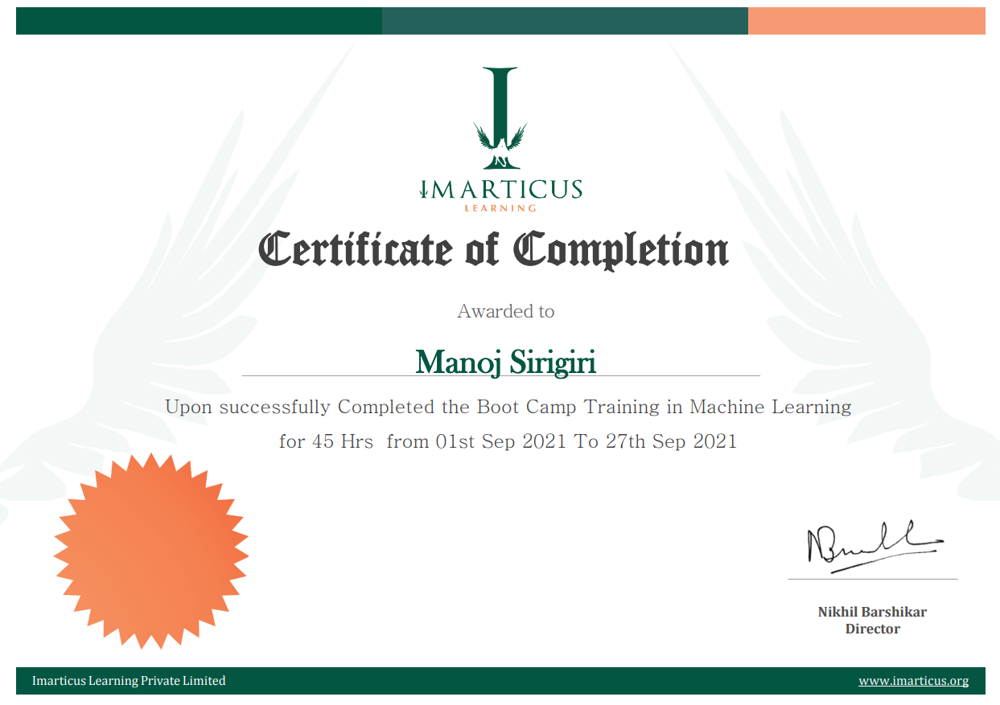 IMARTICUS
LEARNING
Certificate of Completion
Awarded to
Manoj Sirigiri
Upon successfully Completed the Boot Camp Training in Machine Learning
for 45 Hrs  from 01st Sep 2021 To 27th Sep 2021
Nikhil Barshikar
Director
Imarticus Learning Private Limited
www.imarticus.org